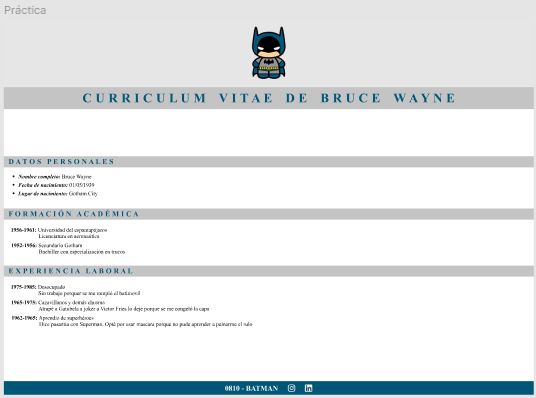 Práctica
CURRICULUM VITAE DE BRUCE WAYNE
DATOS PERSONALES
Nombre completo: Bruce Wayne
Fecha de nacimiento: 01/05/1939
Lugar de nacimiento: Gotham City
FORMACIÓN ACADÉMICA
1956-1961: Universidad del espantapájaros
Licenciatura en aeronáutica
1952-1956: Secundario Gotham
Bachiller con especialización en trucos
EXPERIENCIA LABORAL
1975-1985: Desocupado
Sin trabajo porque se me rompió el batimóvil
1965-1975: Cazavillanos y demás
Atrapé a Gatubela a joker a Victor Fries lo deje porque se me congeló la capa
1962-1965: Aprendiz de superhéroes
Hice pasantía con Superman. Opté por usar mascara porque no pude aprender a peinarme el rulo
0810 - BATMAN